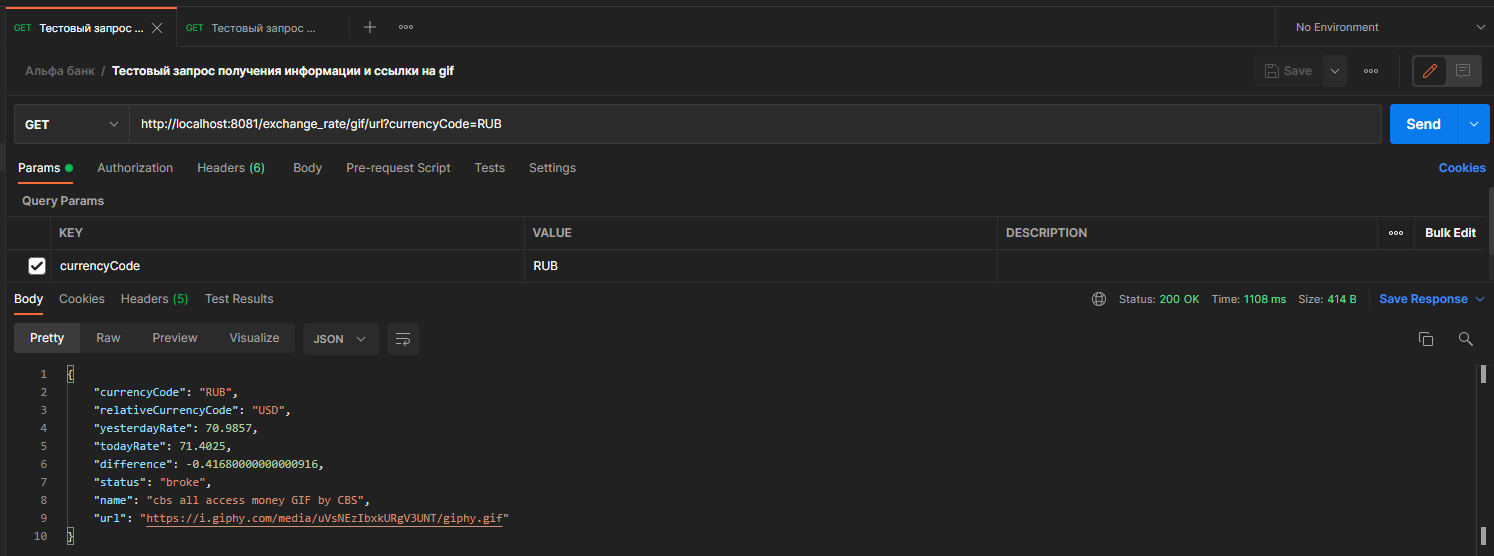 GET Тестовый запрос ... GET Тестовый запрос ... No Environment
Альфа банк / Тестовый запрос получения информации и ссылки на gif Save
GET http://localhost:8081/exchange_rate/gif/url?currencyCode=RUB Send
Params Authorization Headers (6) Body Pre-request Script Tests Settings Cookies
Query Params
KEY VALUE DESCRIPTION Bulk Edit
currencyCode RUB
Body Cookies Headers (5) Test Results Status: 200 OK Time: 1108 ms Size: 414 B Save Response
Pretty Raw Preview Visualize JSON
1 {
2 "currencyCode": "RUB",
3 "relativeCurrencyCode": "USD",
4 "yesterdayRate": 70.9857,
5 "todayRate": 71.4025,
6 "difference": -0.41680000000000916,
7 "status": "broke",
8 "name": "cbs all access money GIF by CBS",
9 "url": "https://i.giphy.com/media/uVsNEzIbxkURgV3UNT/giphy.gif"
10 }